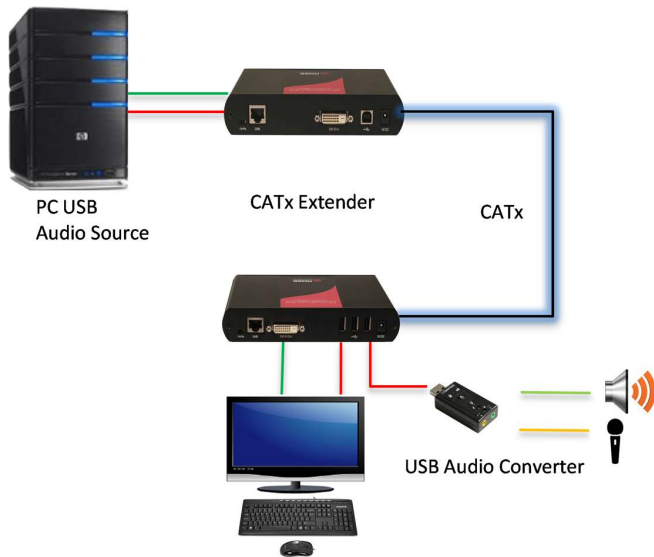 PC USB
Audio Source
CATx Extender
CATx
USB Audio Converter